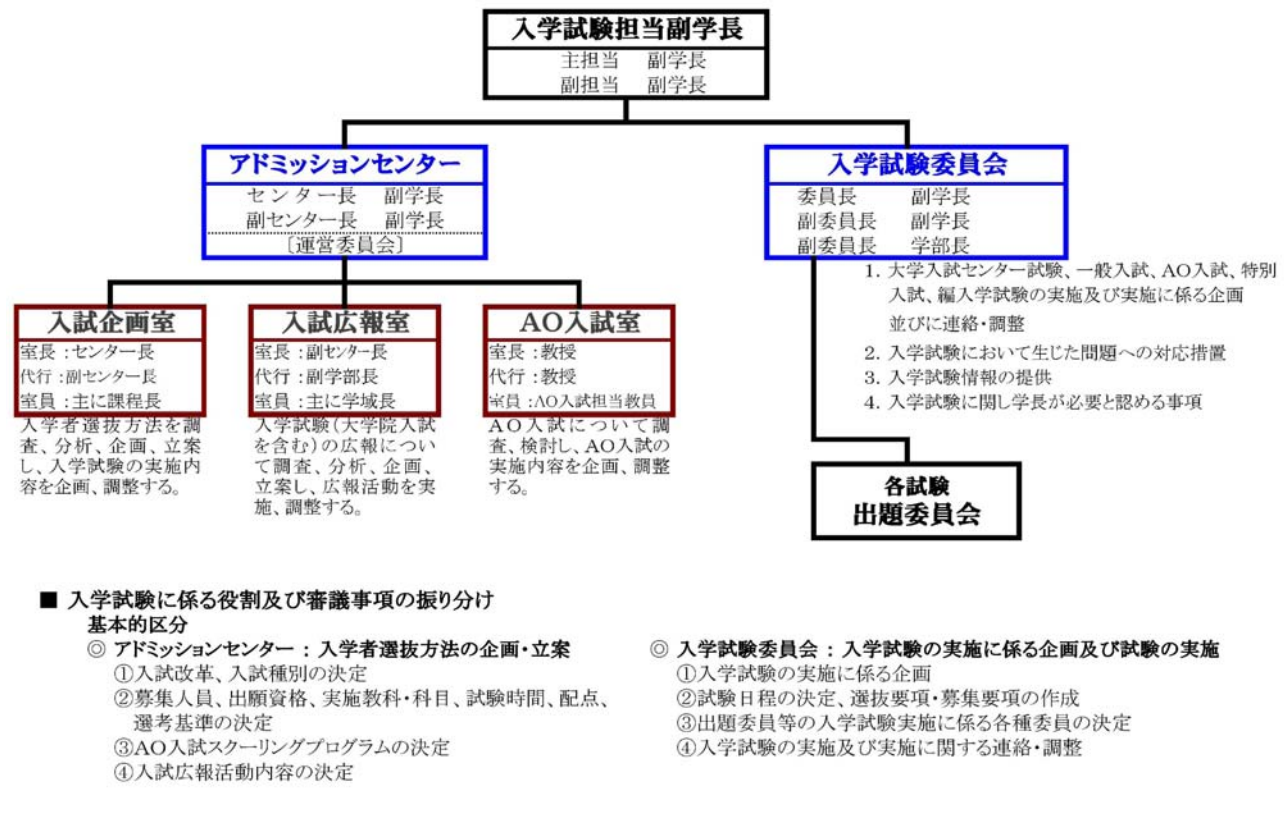 入学試験担当副学長
主担当 副学長
副担当 副学長
アドミッションセンター
センター長 副学長
副センター長 副学長
〔運営委員会〕
入学試験委員会
委員長 副学長
副委員長 副学長
副委員長 学部長
1. 大学入試センター試験、一般入試、AO入試、特別
入試、編入学試験の実施及び実施に係る企画
並びに連絡・調整
2. 入学試験において生じた問題への対応措置
3. 入学試験情報の提供
4. 入学試験に関し学長が必要と認める事項
入試企画室
室長：センター長
代行：副センター長
室員：主に課程長
入学者選抜方法を調
査、分析、企画、立案
し、入学試験の実施内
容を企画、調整する。
入試広報室
室長：副センター長
代行：副学部長
室員：主に学域長
入学試験（大学院入試
を含む）の広報につい
て調査、分析、企画、
立案し、広報活動を実
施、調整する。
AO入試室
室長：教授
代行：教授
室員：AO入試担当教員
AO入試について調
査、検討し、AO入試の
実施内容を企画、調整
する。
各試験
出題委員会
■ 入学試験に係る役割及び審議事項の振り分け
基本的区分
◎ アドミッションセンター：入学者選抜方法の企画・立案
①入試改革、入試種別の決定
②募集人員、出願資格、実施教科・科目、試験時間、配点、
選考基準の決定
③AO入試スクーリングプログラムの決定
④入試広報活動内容の決定
◎ 入学試験委員会：入学試験の実施に係る企画及び試験の実施
①入学試験の実施に係る企画
②試験日程の決定、選抜要項・募集要項の作成
③出題委員等の入学試験実施に係る各種委員の決定
④入学試験の実施及び実施に関する連絡・調整